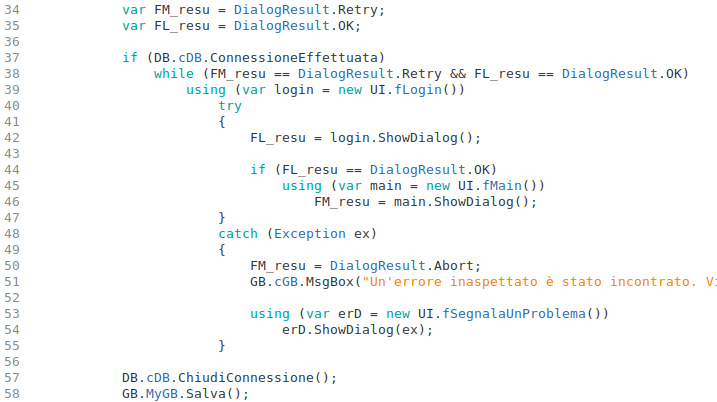 34 var FM_resu = DialogResult.Retry;
35 var FL_resu = DialogResult.OK;
36
37 if (DB.cDB.ConnessioneEffettuata)
38 while (FM_resu == DialogResult.Retry && FL_resu == DialogResult.OK)
39 using (var login = new UI.fLogin())
40 try
41 {
42 FL_resu = login.ShowDialog();
43
44 if (FL_resu == DialogResult.OK)
45 using (var main = new UI.fMain())
46 FM_resu = main.ShowDialog();
47 }
48 catch (Exception ex)
49 {
50 FM_resu = DialogResult.Abort;
51 GB.cGB.MsgBox("Un'errore inaspettato è stato incontrato. Vi
52
53 using (var erD = new UI.fSegnalaUnProblema())
54 erD.ShowDialog(ex);
55 }
56
57 DB.cDB.ChiudiConnessione();
58 GB.MyGB.Salva();